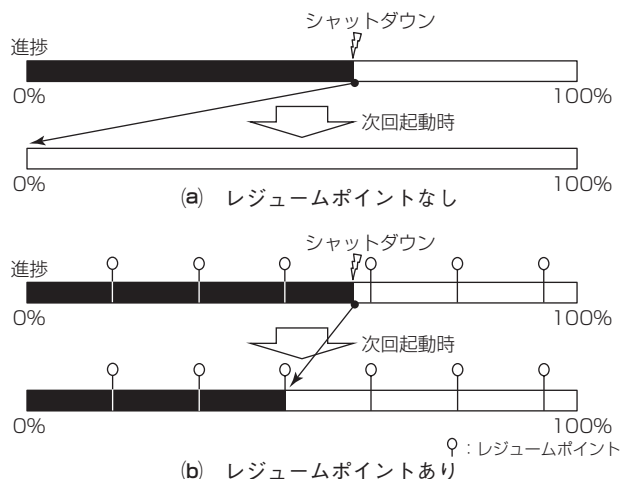 シャットダウン
進捗
0%
100%
次回起動時
0%
100%
(a) レジュームポイントなし
シャットダウン
進捗
0%
100%
次回起動時
0%
100%
:レジュームポイント
(b) レジュームポイントあり